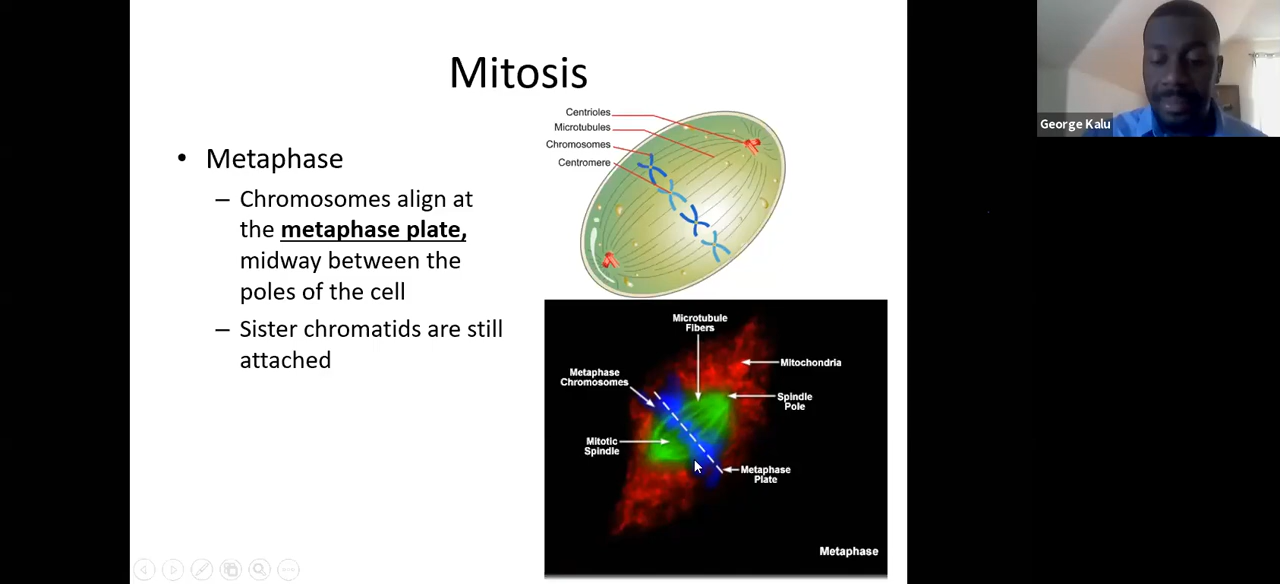 Mitosis
• Metaphase
– Chromosomes align at
the metaphase plate,
midway between the
poles of the cell
– Sister chromatids are still
attached
Centrioles
Microtubules
Chromosomes
Centromere
Microtubule
Fibers
Mitochondria
Metaphase
Chromosomes
Spindle
Pole
Mitotic
Spindle
Metaphase
Plate
Metaphase
George Kalu